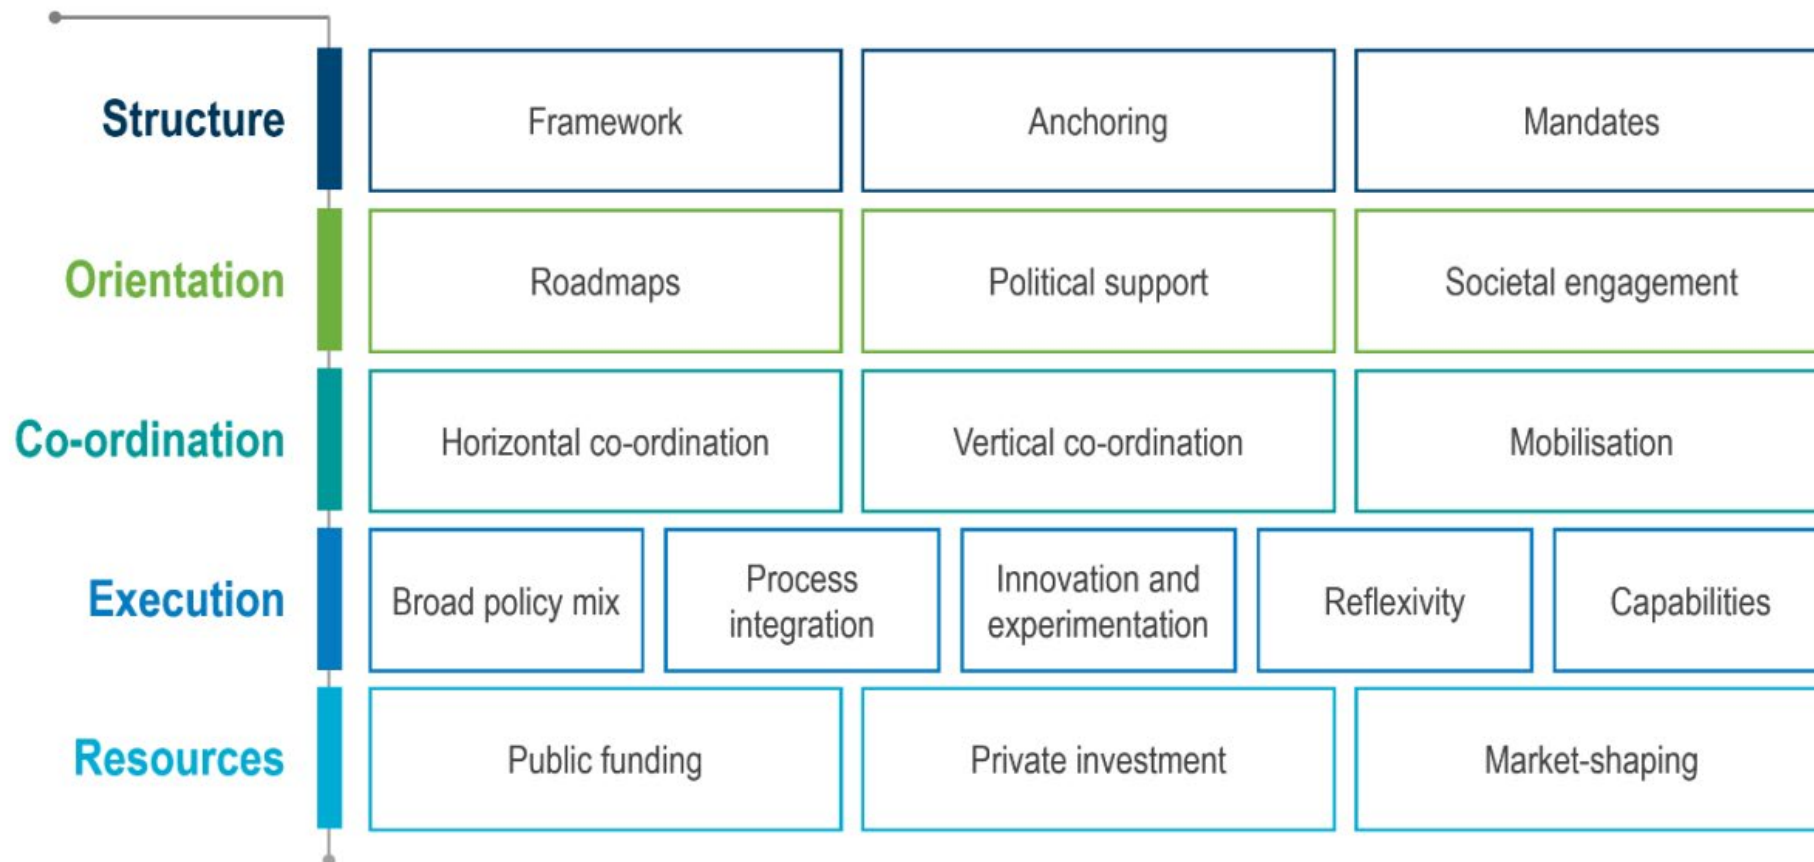 Structure
Framework
Anchoring
Mandates
Orientation
Roadmaps
Political support
Societal engagement
Co-ordination
Horizontal co-ordination
Vertical co-ordination
Mobilisation
Execution
Broad policy mix
Process
integration
Innovation and
experimentation
Reflexivity
Capabilities
Resources
Public funding
Private investment
Market-shaping